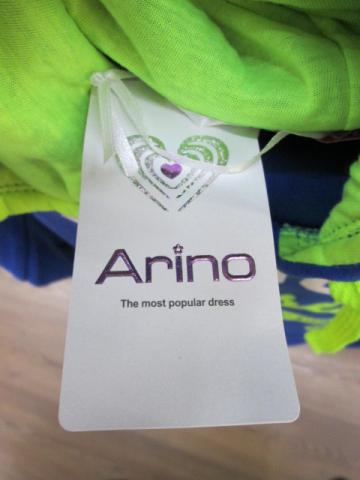 Arino
The most popular dress